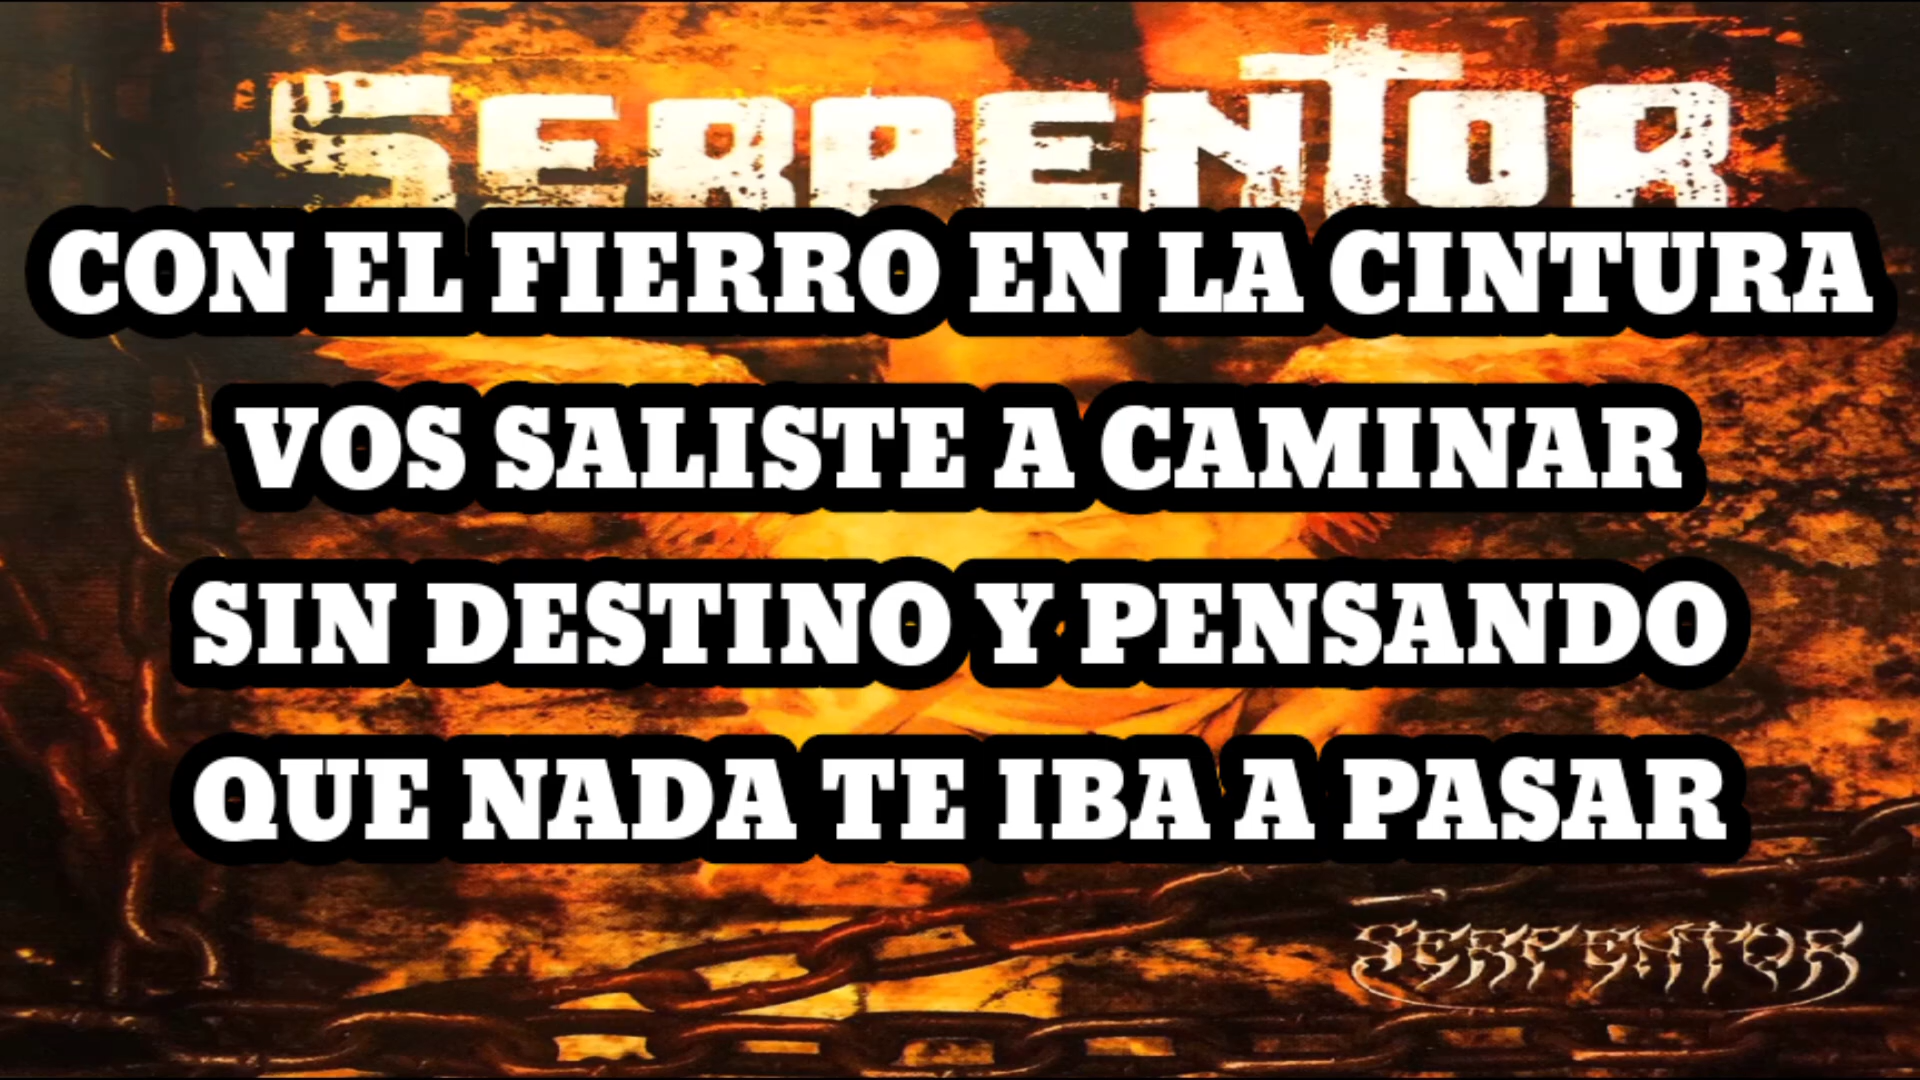 SERPENTOR
CON EL FIERRO EN LA CINTURA
VOS SALISTE A CAMINAR
SIN DESTINO Y PENSANDO
QUE NADA TE IBA A PASAR
SERPENTOR